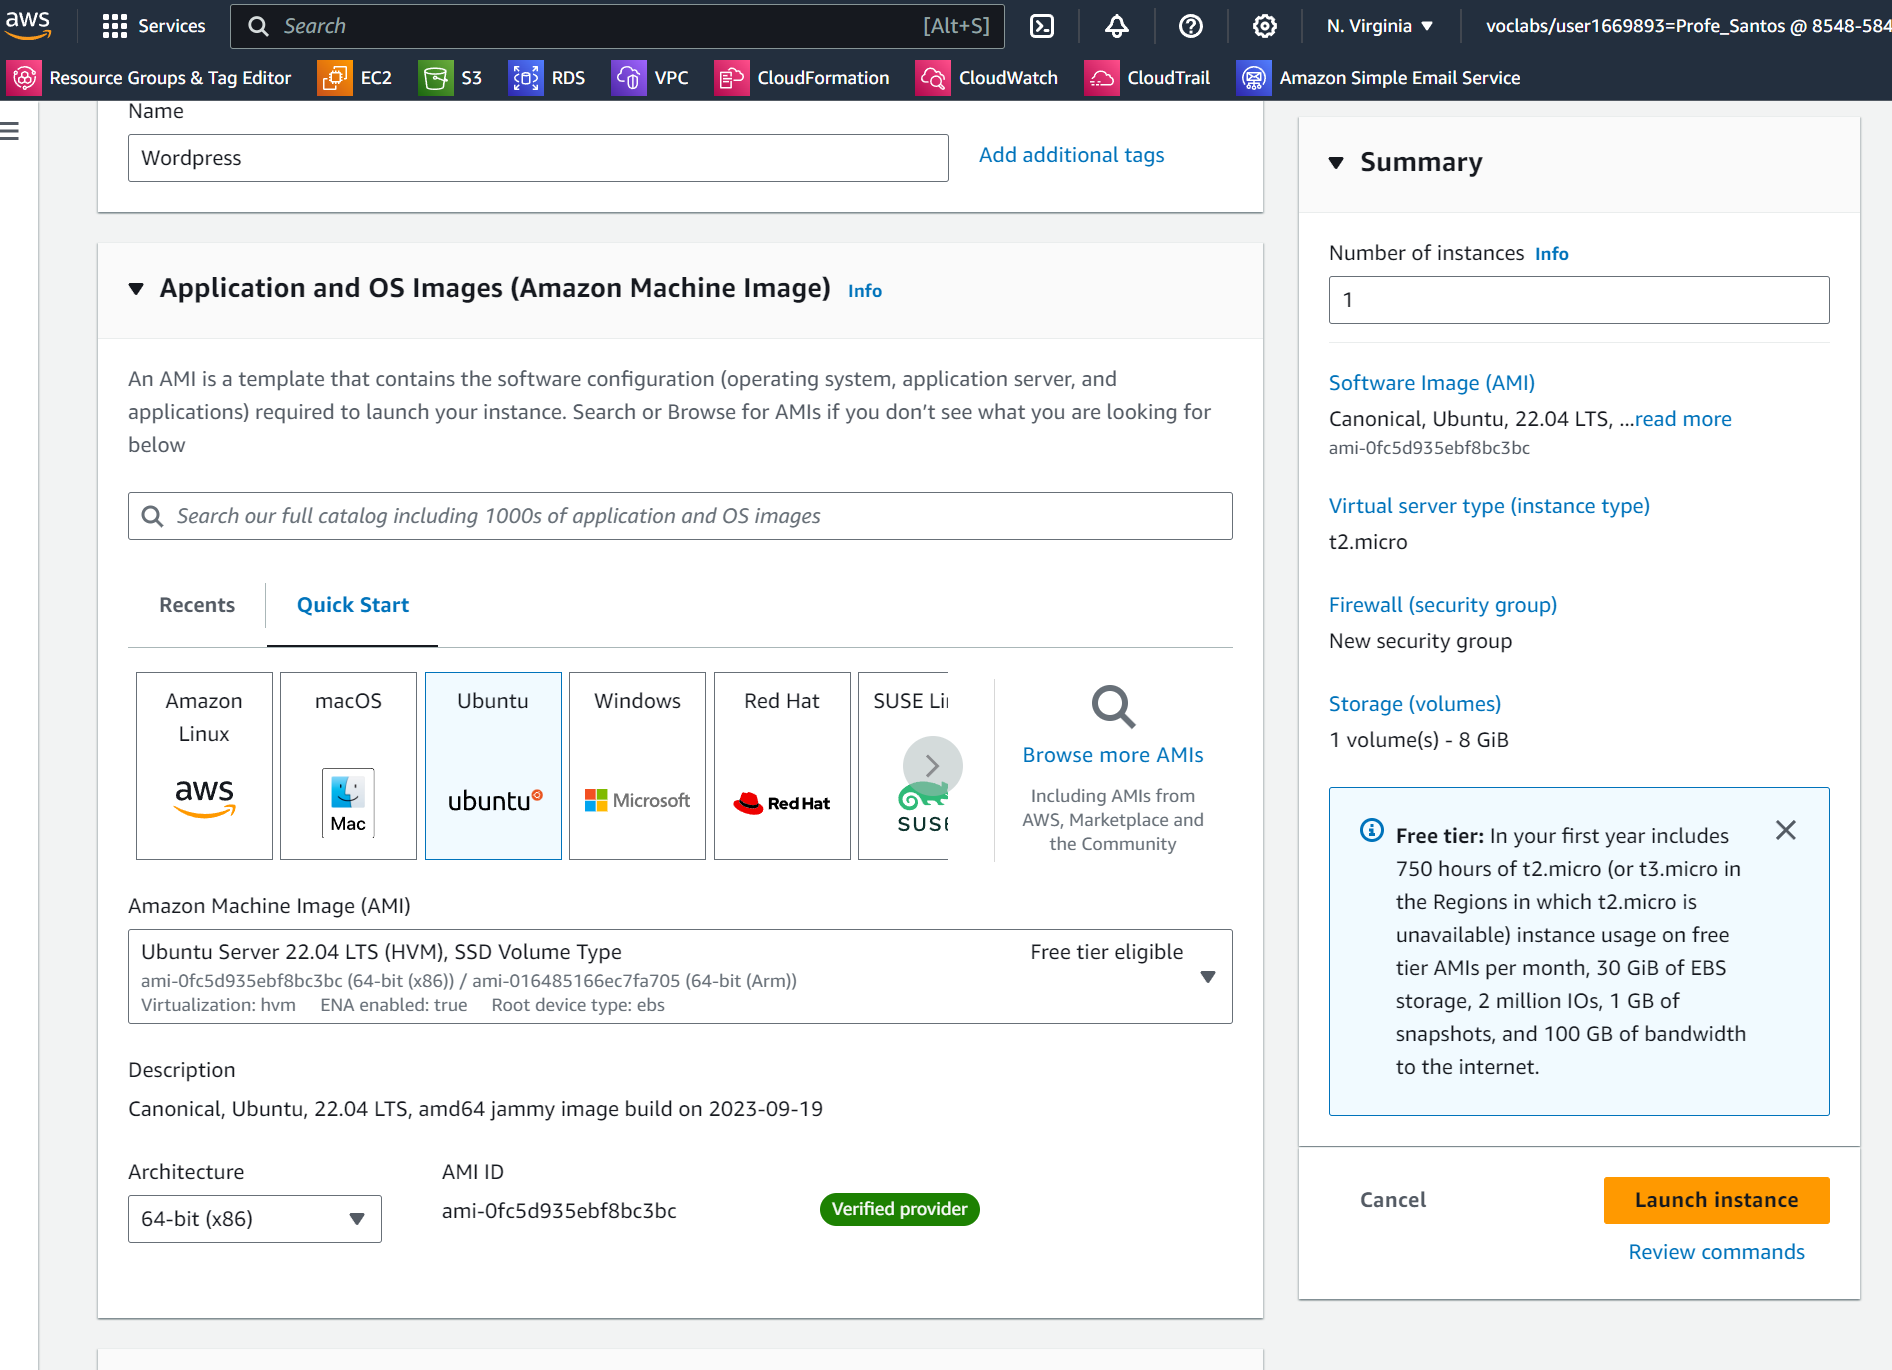 aws
Services
Search
[Alt+S]
N. Virginia
voclabs/user1669893=Profe_Santos @ 8548-584
Resource Groups & Tag Editor
EC2
S3
RDS
VPC
CloudFormation
CloudWatch
CloudTrail
Amazon Simple Email Service
Name
Wordpress
Add additional tags
Application and OS Images (Amazon Machine Image)
Info
An AMI is a template that contains the software configuration (operating system, application server, and
applications) required to launch your instance. Search or Browse for AMIs if you don’t see what you are looking for
below
Search our full catalog including 1000s of application and OS images
Recents
Quick Start
Amazon
Linux
aws
macOS
Mac
Ubuntu
ubuntu
Windows
Microsoft
Red Hat
Red Hat
SUSE Li
SUSE
Browse more AMIs
Including AMIs from
AWS, Marketplace and
the Community
Amazon Machine Image (AMI)
Ubuntu Server 22.04 LTS (HVM), SSD Volume Type
Free tier eligible
ami-0fc5d935ebf8bc3bc (64-bit (x86)) / ami-016485166ec7fa705 (64-bit (Arm))
Virtualization: hvm ENA enabled: true Root device type: ebs
Description
Canonical, Ubuntu, 22.04 LTS, amd64 jammy image build on 2023-09-19
Architecture
64-bit (x86)
AMI ID
ami-0fc5d935ebf8bc3bc
Verified provider
Summary
Number of instances
Info
1
Software Image (AMI)
Canonical, Ubuntu, 22.04 LTS, ...read more
ami-0fc5d935ebf8bc3bc
Virtual server type (instance type)
t2.micro
Firewall (security group)
New security group
Storage (volumes)
1 volume(s) - 8 GiB
Free tier: In your first year includes
750 hours of t2.micro (or t3.micro in
the Regions in which t2.micro is
unavailable) instance usage on free
tier AMIs per month, 30 GiB of EBS
storage, 2 million IOs, 1 GB of
snapshots, and 100 GB of bandwidth
to the internet.
Cancel
Launch instance
Review commands